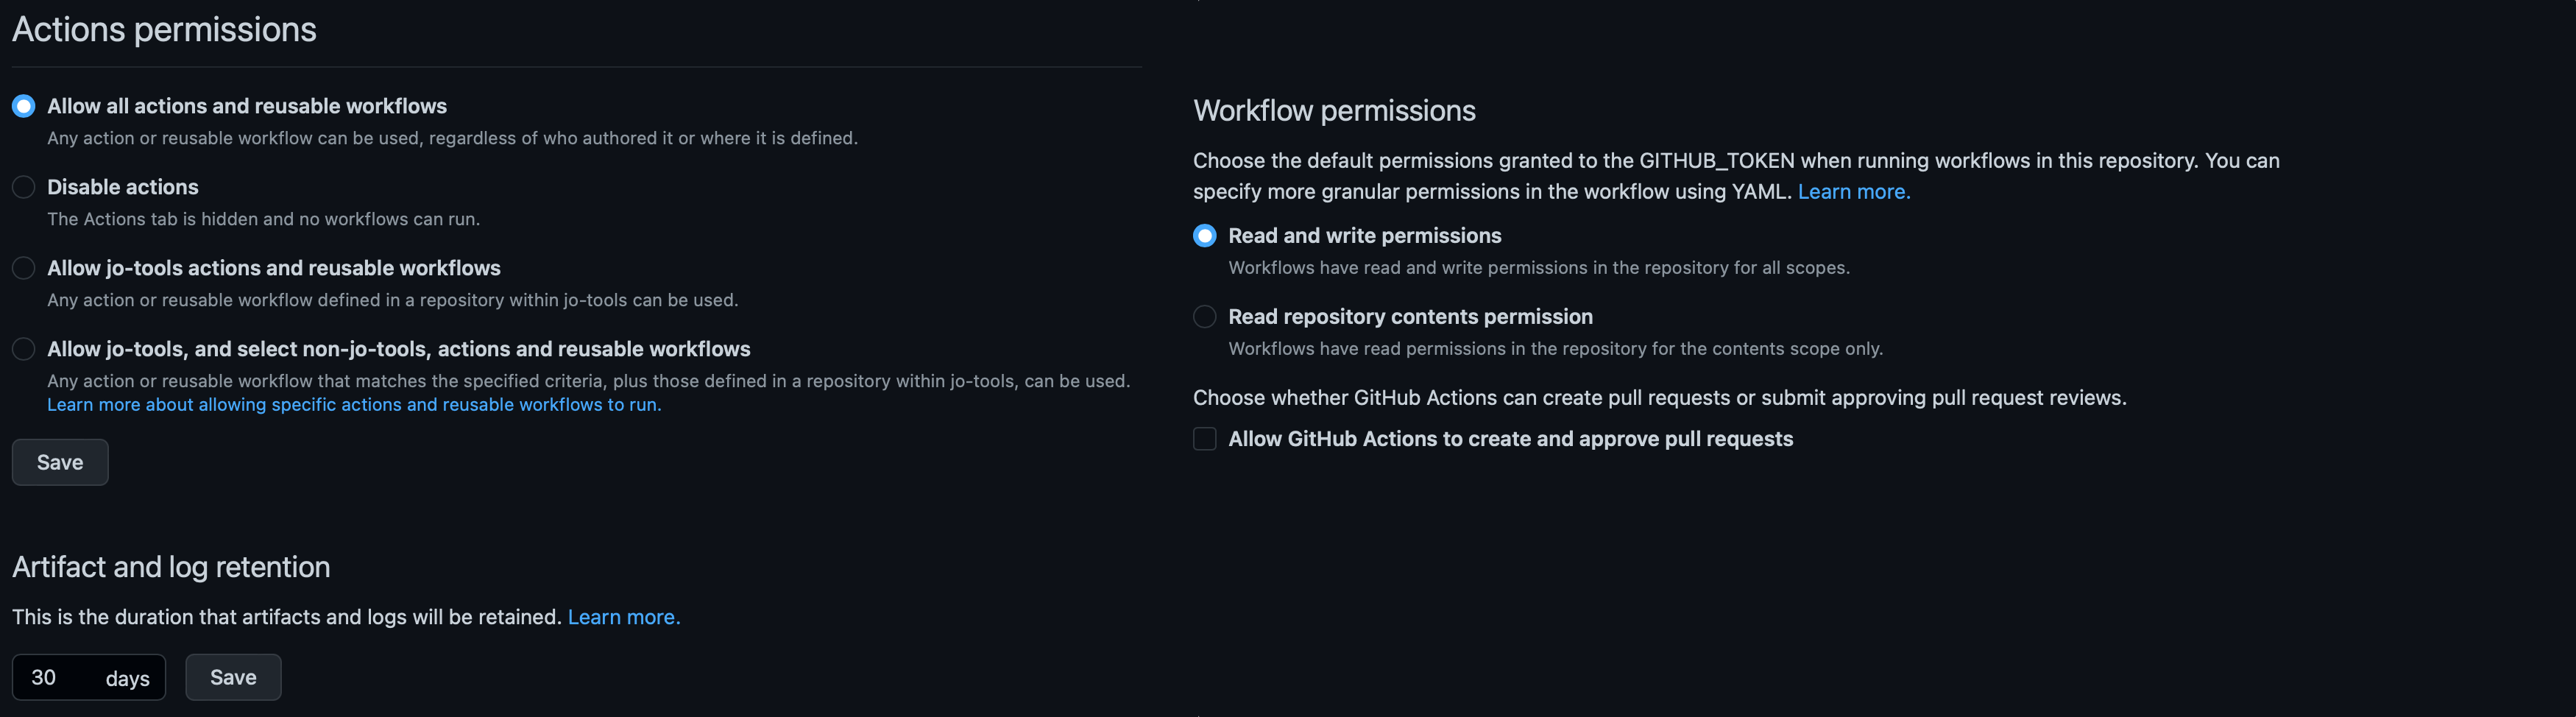 Actions permissions
Allow all actions and reusable workflows
Any action or reusable workflow can be used, regardless of who authored it or where it is defined.
Disable actions
The Actions tab is hidden and no workflows can run.
Allow jo-tools actions and reusable workflows
Any action or reusable workflow defined in a repository within jo-tools can be used.
Allow jo-tools, and select non-jo-tools, actions and reusable workflows
Any action or reusable workflow that matches the specified criteria, plus those defined in a repository within jo-tools, can be used.
Learn more about allowing specific actions and reusable workflows to run.
Save
Artifact and log retention
This is the duration that artifacts and logs will be retained. Learn more.
30 days Save
Workflow permissions
Choose the default permissions granted to the GITHUB_TOKEN when running workflows in this repository. You can
specify more granular permissions in the workflow using YAML. Learn more.
Read and write permissions
Workflows have read and write permissions in the repository for all scopes.
Read repository contents permission
Workflows have read permissions in the repository for the contents scope only.
Choose whether GitHub Actions can create pull requests or submit approving pull request reviews.
Allow GitHub Actions to create and approve pull requests